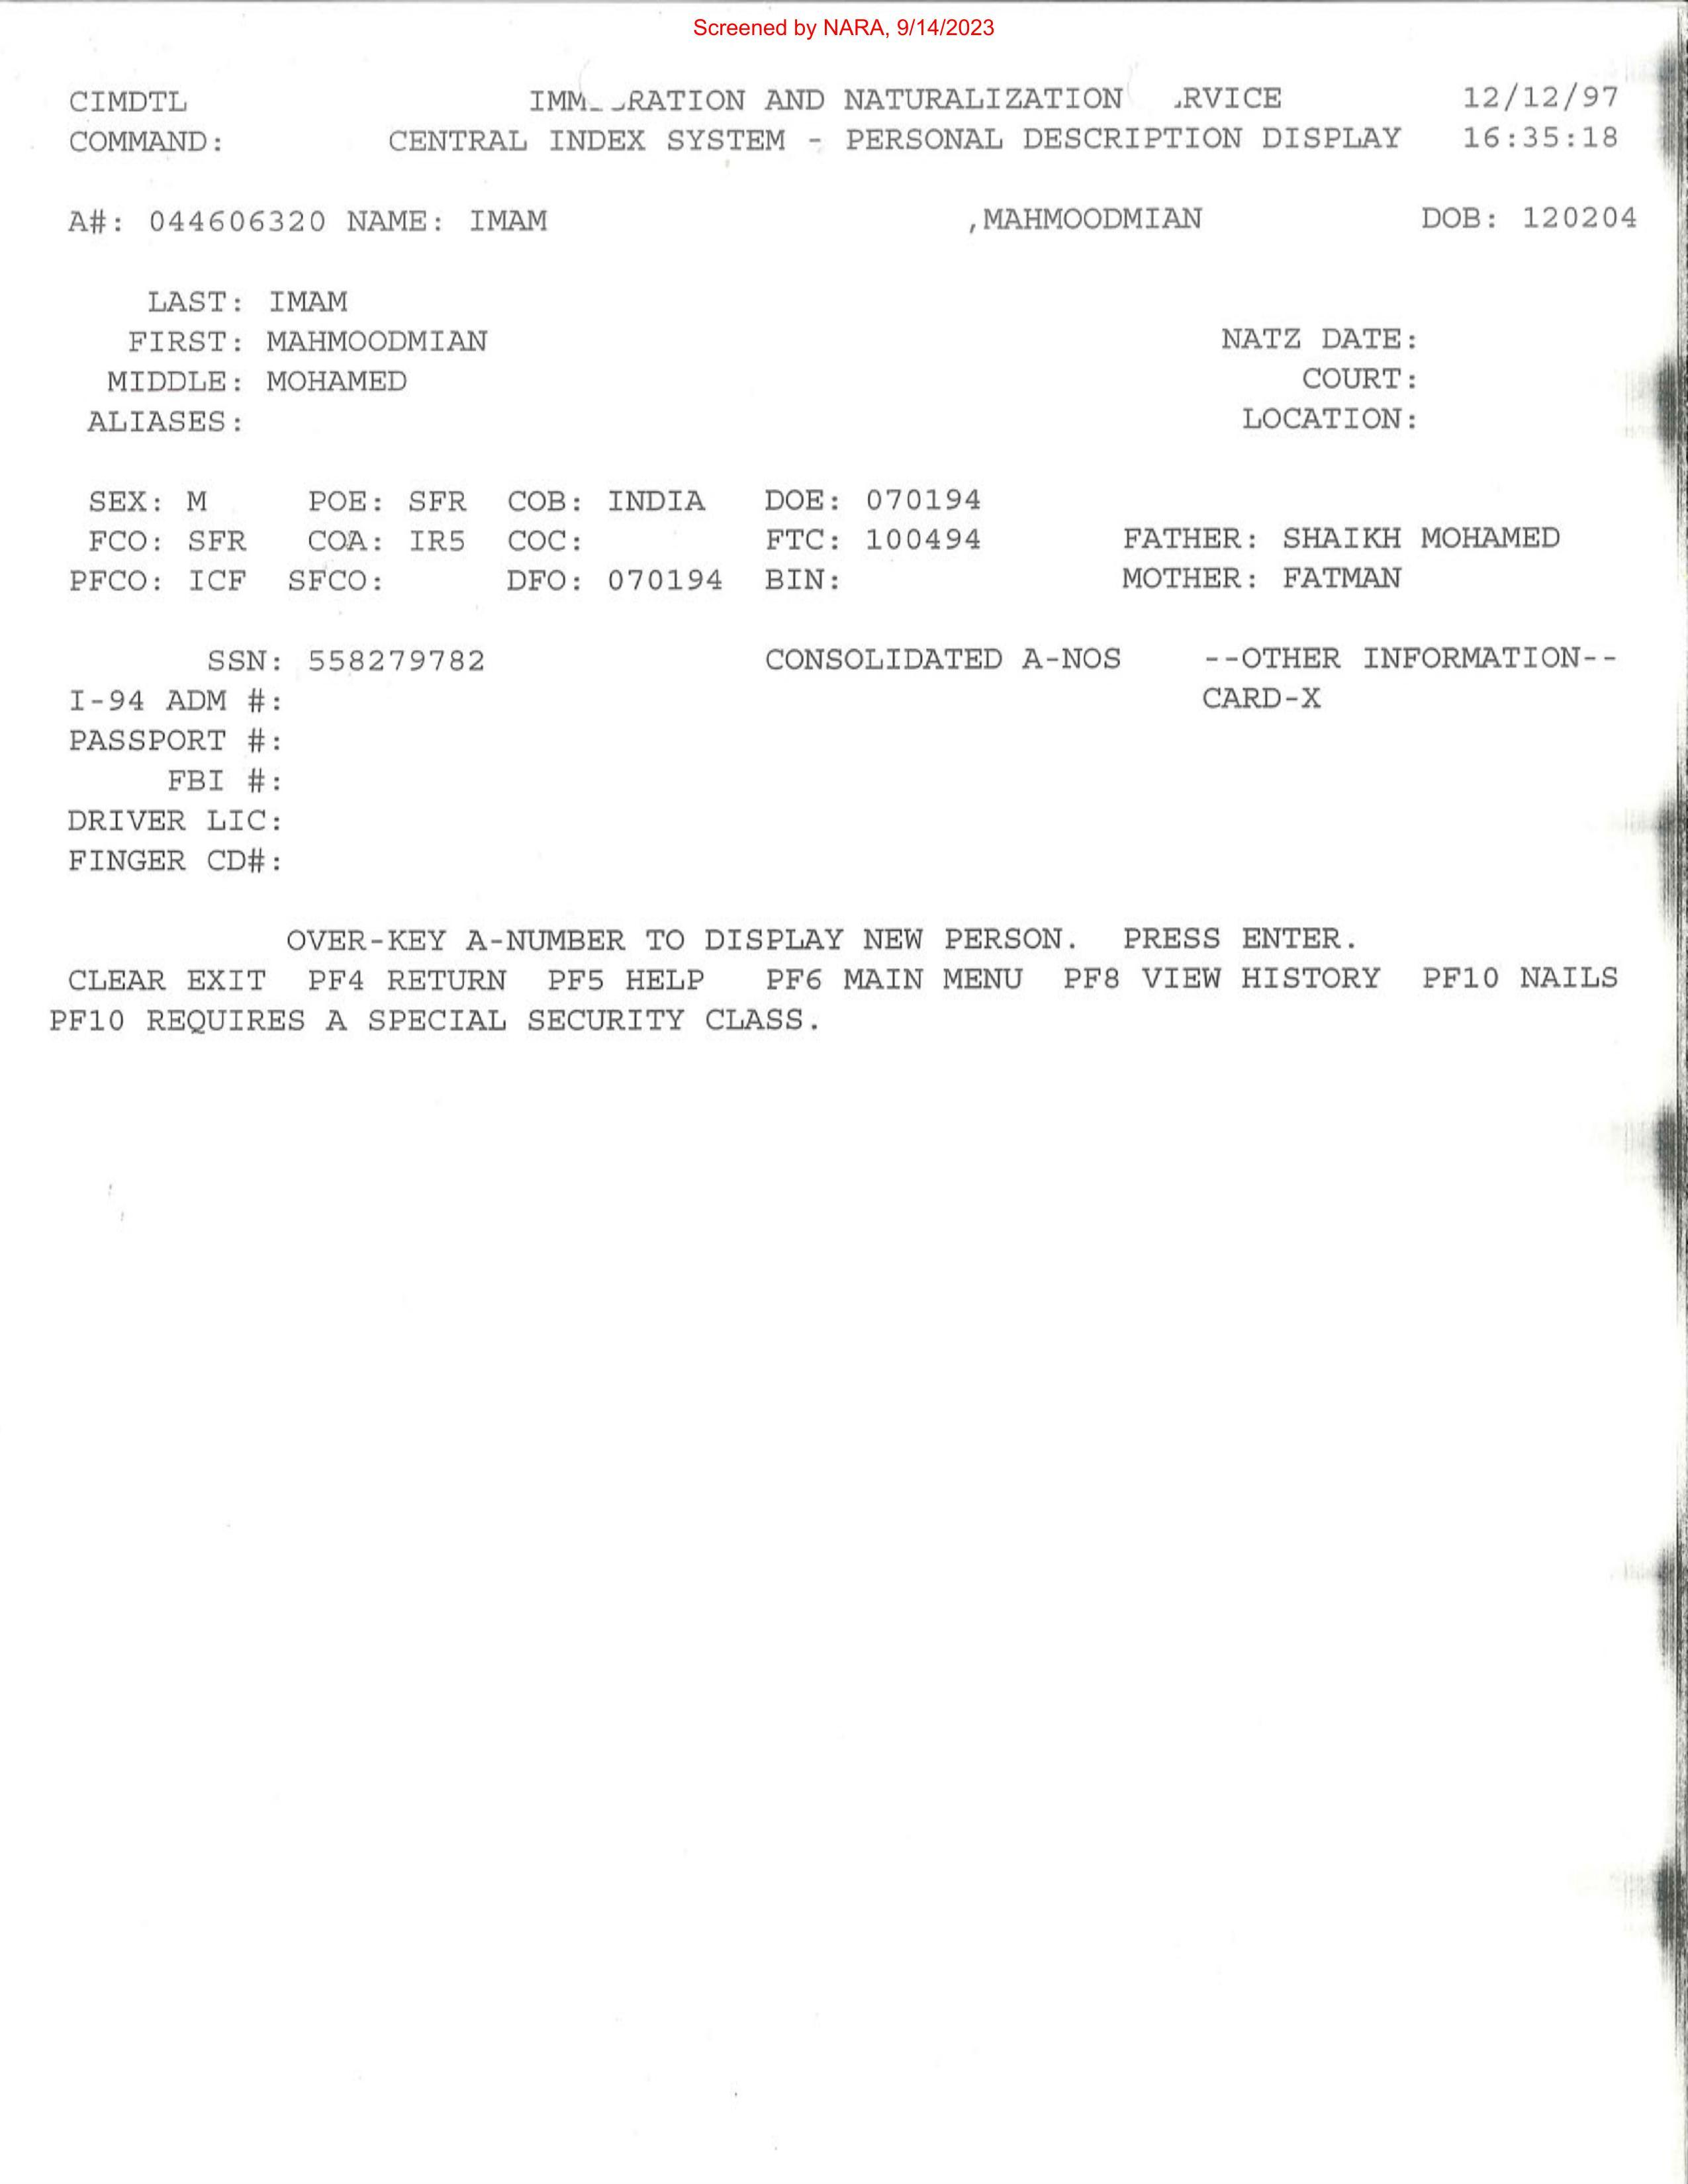 Screened by NARA, 9/14/2023
CIMDTL IMM RATION AND NATURALIZATION RVICE 12/12/97
COMMAND: CENTRAL INDEX SYSTEM - PERSONAL DESCRIPTION DISPLAY 16:35:18
A#: 044606320 NAME: IMAM ,MAHMOODMIAN DOB: 120204
LAST: IMAM
FIRST: MAHMOODMIAN NATZ DATE:
MIDDLE: MOHAMED COURT:
ALIASES: LOCATION:
SEX: M POE: SFR COB: INDIA DOE: 070194
FCO: SFR COA: IR5 COC: FTC: 100494 FATHER: SHAIKH MOHAMED
PFCO: ICF SFCO: DFO: 070194 BIN: MOTHER: FATMAN
SSN: 558279782 CONSOLIDATED A-NOS --OTHER INFORMATION--
I-94 ADM #: CARD-X
PASSPORT #:
FBI #:
DRIVER LIC:
FINGER CD#:
OVER-KEY A-NUMBER TO DISPLAY NEW PERSON. PRESS ENTER.
CLEAR EXIT PF4 RETURN PF5 HELP PF6 MAIN MENU PF8 VIEW HISTORY PF10 NAILS
PF10 REQUIRES A SPECIAL SECURITY CLASS.